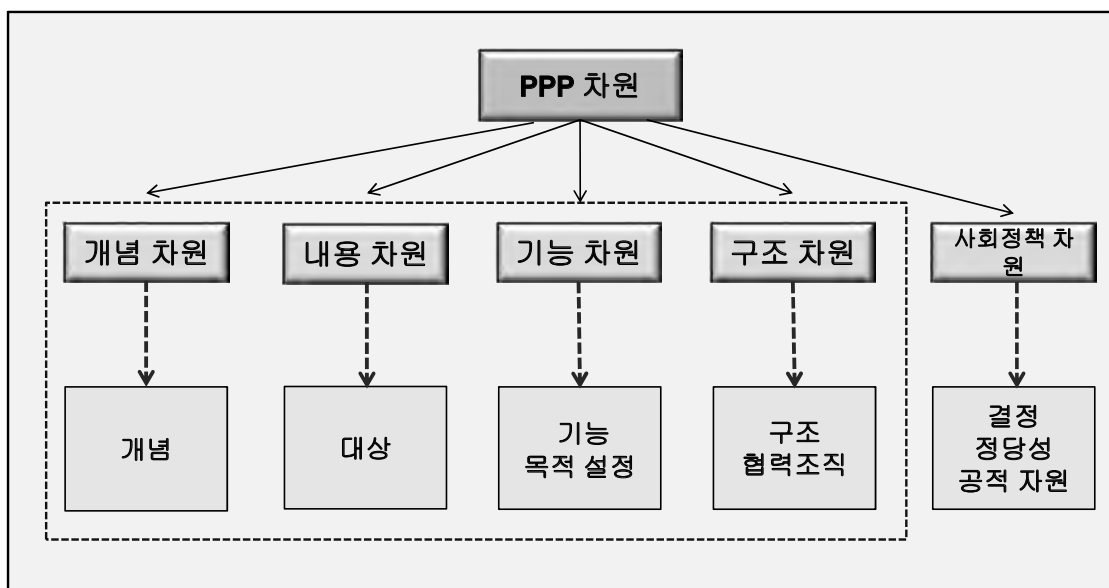 PPP 차원
개념 차원
내용 차원
기능 차원
구조 차원
사회정책 차
원
개념
대상
기능
목적 설정
구조
협력조직
결정
정당성
공적 자원